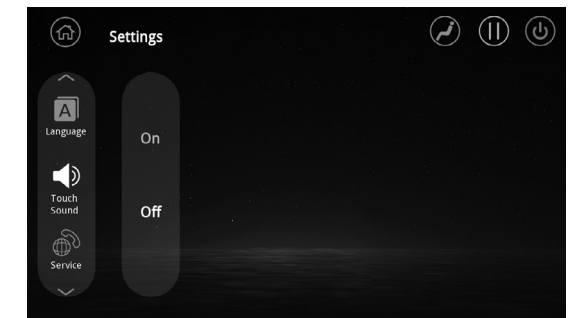 Settings
A
Language
On
Touch
Sound
Off
Service